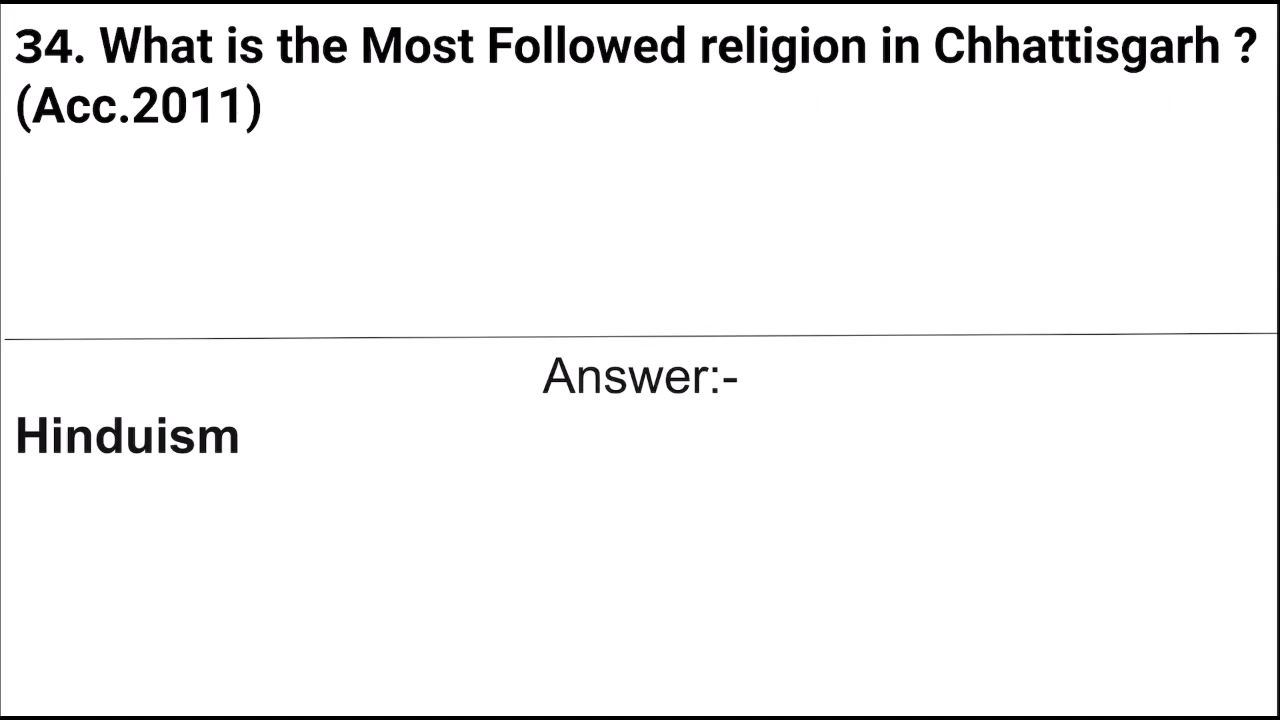 34. What is the Most Followed religion in Chhattisgarh ?
(Acc.2011)
Answer:-
Hinduism